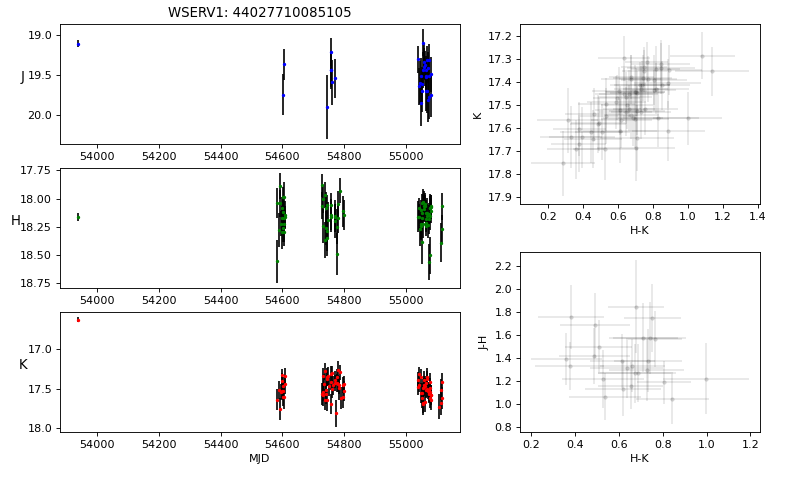 WSERV1: 44027710085105
19.0
J 19.5
20.0
54000 54200 54400 54600 54800 55000
17.75
18.00
H 18.25
18.50
18.75
54000 54200 54400 54600 54800 55000
K 17.0
17.5
18.0
54000 54200 54400 54600 54800 55000
MJD
17.2
17.3
17.4
K 17.5
17.6
17.7
17.8
17.9
0.2 0.4 0.6 0.8 1.0 1.2 1.4
H-K
2.2
2.0
1.8
1.6
J-H 1.4
1.2
1.0
0.8
0.2 0.4 0.6 0.8 1.0 1.2
H-K